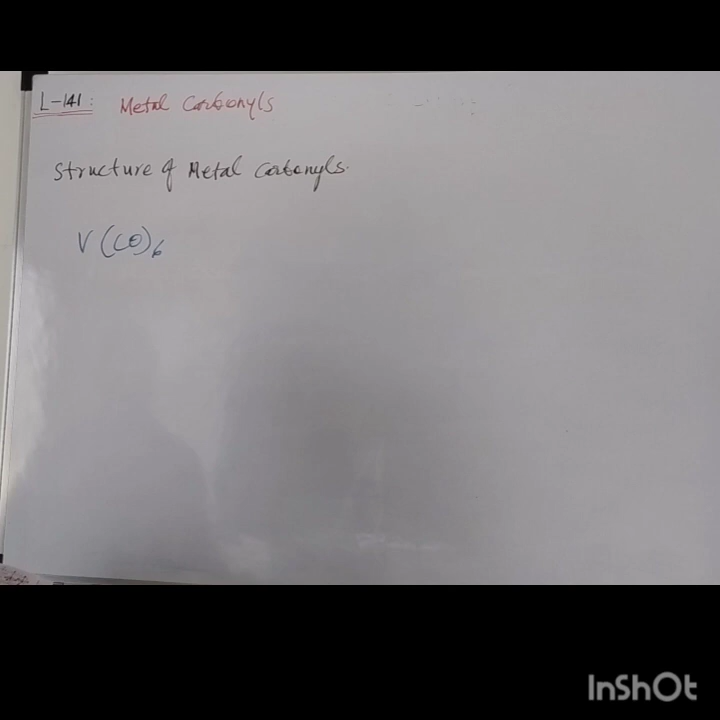 L-141: Metal Carbonyls
Structure of Metal Carbonyls.
V(CO)6
InShOt